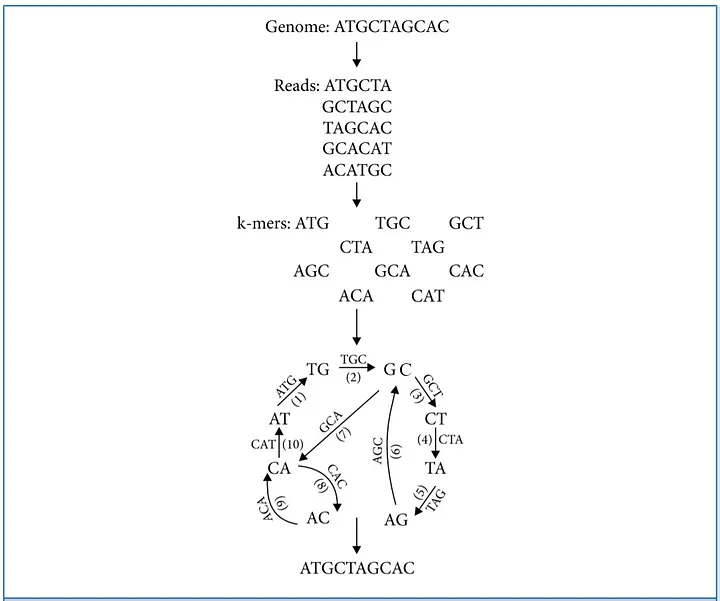 Genome: ATGCTAGCAC
Reads: ATGCTA
GCTAGC
TAGCAC
GCACAT
ACATGC
k-mers: ATG TGC GCT
CTA TAG
AGC GCA CAC
ACA CAT
TG TGC (2) GC
ATG (1) GCT (3)
AT CT
GCA (7)
CAT (10) AGC (6) (4) CTA
CA TA
CAC (8)
ACA (9) (5) TAG
AC AG
ATGCTAGCAC